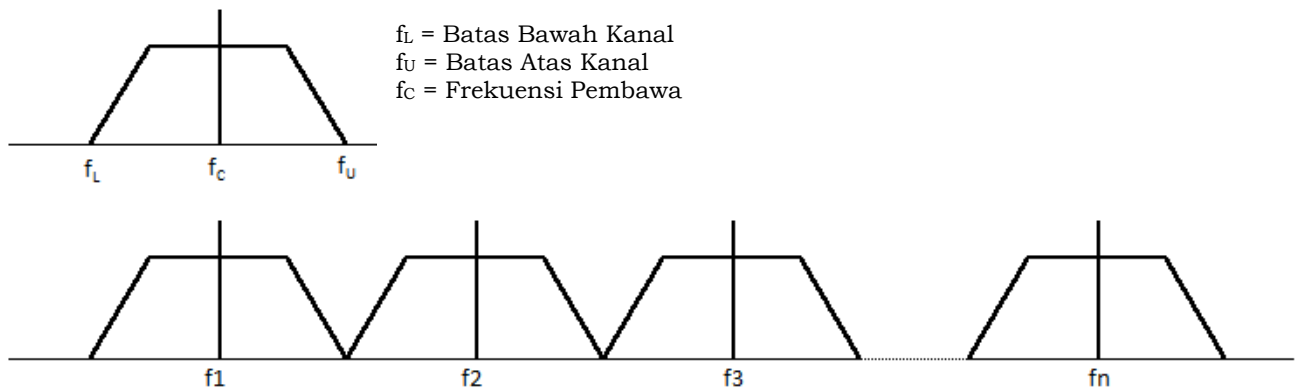 fL = Batas Bawah Kanal
fU = Batas Atas Kanal
fC = Frekuensi Pembawa
fL fC fU
f1 f2 f3 fn